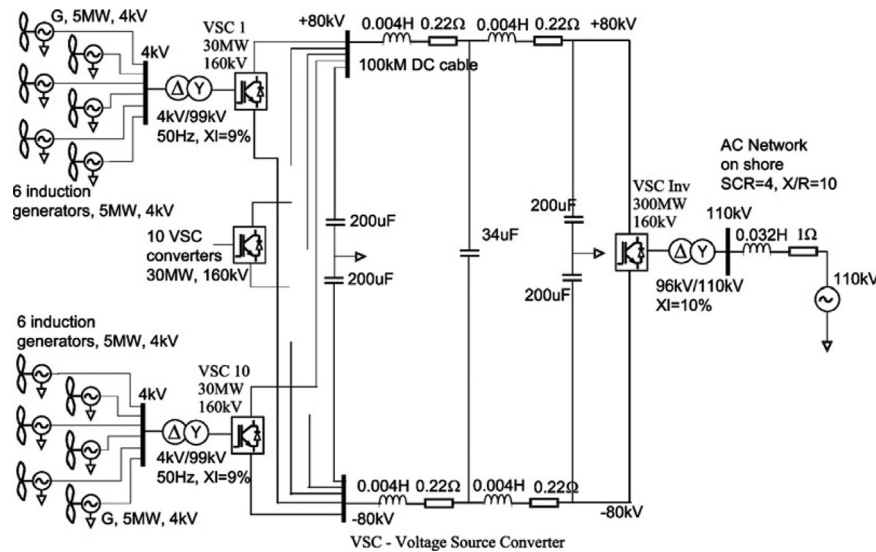 G, 5MW, 4kV
4kV
VSC 1
30MW
160kV
Δ
Y
4kV/99kV
50Hz, XI=9%
6 induction
generators, 5MW, 4kV
+80kV
0.004H
0.22Ω
0.004H
0.22Ω
+80kV
100kM DC cable
10 VSC
converters
30MW, 160kV
200uF
200uF
34uF
200uF
200uF
VSC Inv
300MW
160kV
Δ
Y
96kV/110kV
XI=10%
AC Network
on shore
SCR=4, X/R=10
110kV
0.032H
1Ω
110kV
6 induction
generators, 5MW, 4kV
4kV
VSC 10
30MW
160kV
Δ
Y
4kV/99kV
50Hz, XI=9%
G, 5MW, 4kV
0.004H
0.22Ω
0.004H
0.22Ω
-80kV
-80kV
VSC - Voltage Source Converter